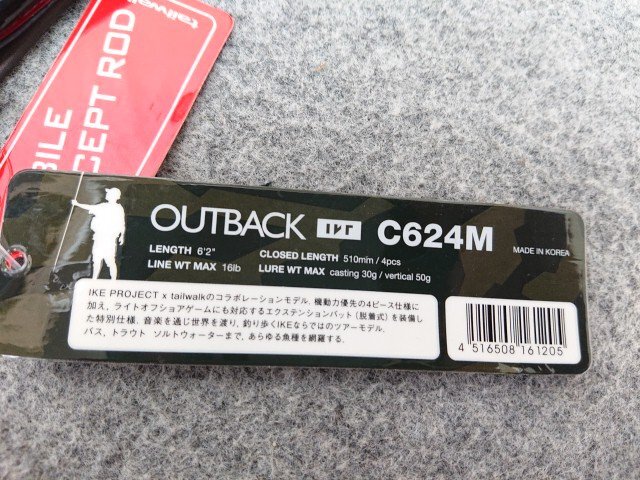 tailwalk
BILE
CEPT ROD
OUTBACK
C624M
LENGTH 6'2"
CLOSED LENGTH 510mm / 4pcs
MADE IN KOREA
LINE WT MAX 16lb
LURE WT MAX casting 30g / vertical 50g
IKE PROJECT x tailwalkのコラボレーションモデル. 機動力優先の4ピース仕様に
加え, ライトオフショアゲームにも対応するエクステンションバット (脱着式) を装備し
た特別仕様. 音楽を通じ世界を渡り, 釣り歩くIKEならではのツアーモデル.
バス, トラウト ソルトウォーターまで, あらゆる魚種を網羅する.
4 516508 161205